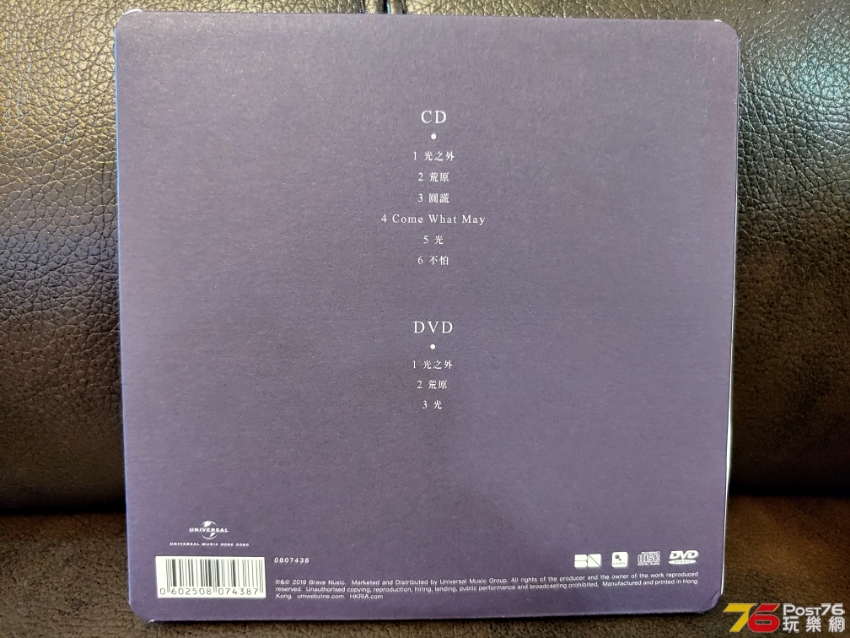 CD
1 光之外
2 荒原
3 圓謊
4 Come What May
5 光
6 不怕
DVD
1 光之外
2 荒原
3 光
UNIVERSAL
UNIVERSAL MUSIC HONG KONG
0 602508 074387
0807438
℗&© 2019 Brave Nusic. Marketed and Distributed by Universal Music Group. All rights of the producer and the owner of the work reproduced
reserved. Unauthorised copying, reproduction, hiring, lending, public performance and broadcasting prohibited. Manufactured and printed in Hong
Kong. umwebzine.com. HKRIA.com
DVD
76 Post76
玩樂網